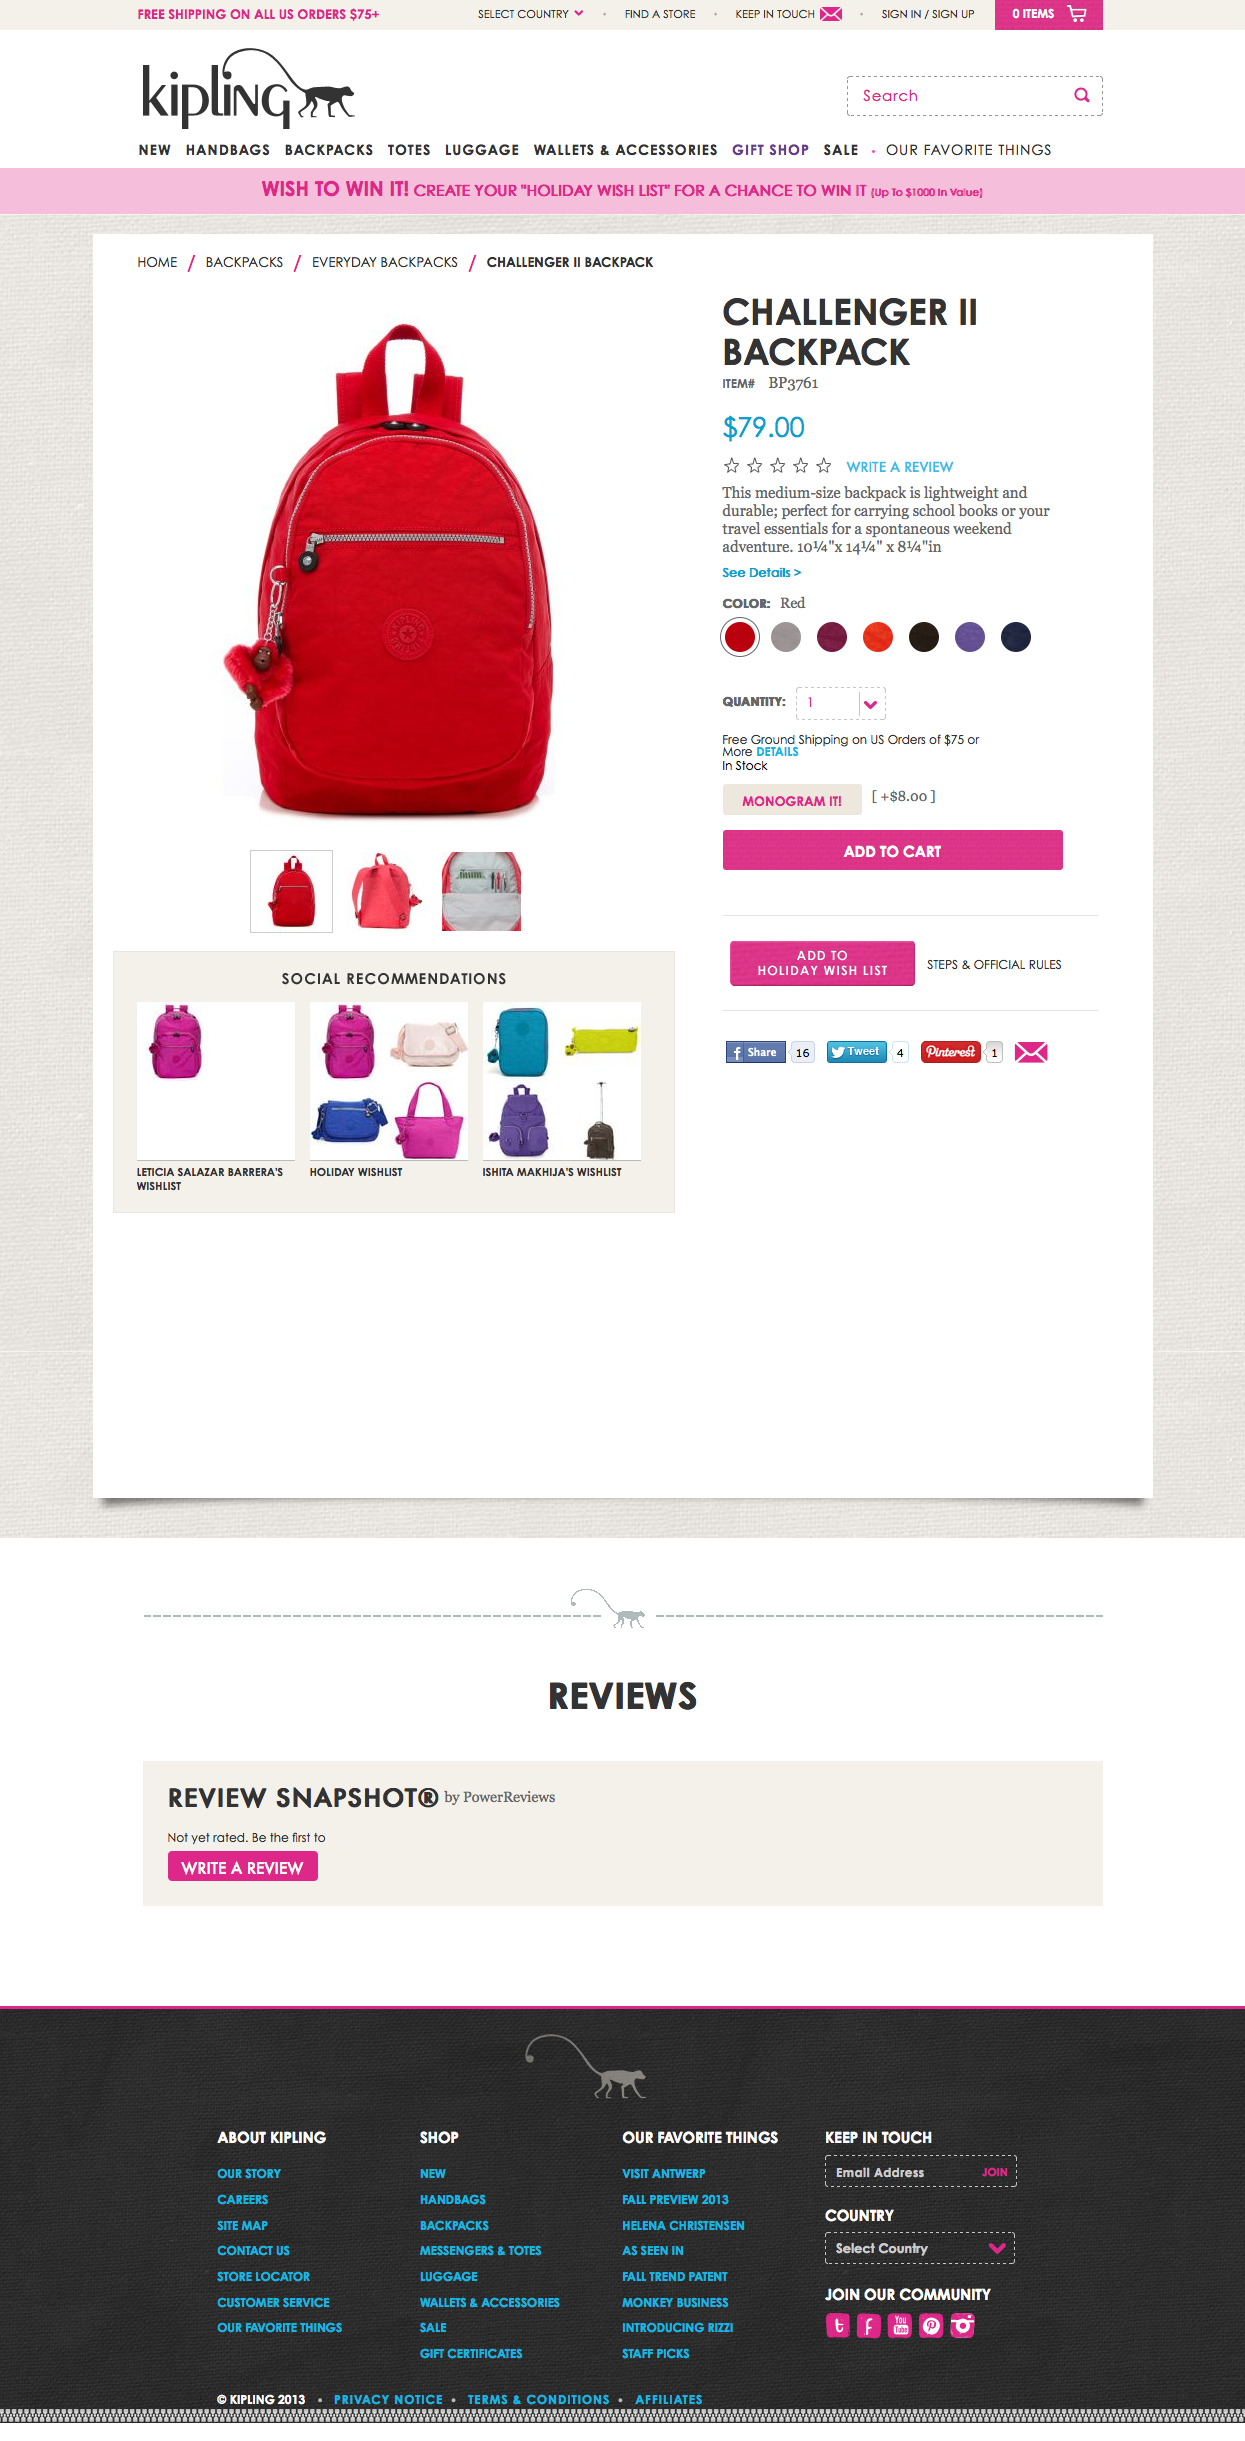 FREE SHIPPING ON ALL US ORDERS $75+
SELECT COUNTRY
FIND A STORE
KEEP IN TOUCH
SIGN IN / SIGN UP
0 ITEMS
kipling
Search
NEW HANDBAGS BACKPACKS TOTES LUGGAGE WALLETS & ACCESSORIES GIFT SHOP SALE • OUR FAVORITE THINGS
WISH TO WIN IT! CREATE YOUR "HOLIDAY WISH LIST" FOR A CHANCE TO WIN IT (Up To $1000 In Value)
HOME / BACKPACKS / EVERYDAY BACKPACKS / CHALLENGER II BACKPACK
CHALLENGER II
BACKPACK
ITEM# BP3761
$79.00
WRITE A REVIEW
This medium-size backpack is lightweight and
durable; perfect for carrying school books or your
travel essentials for a spontaneous weekend
adventure. 10¼"x 14¼" x 8¼"in
See Details >
COLOR: Red
QUANTITY: 1
Free Ground Shipping on US Orders of $75 or
More DETAILS
In Stock
MONOGRAM IT! [ +$8.00 ]
ADD TO CART
ADD TO
HOLIDAY WISH LIST
STEPS & OFFICIAL RULES
Share 16 Tweet 4 Pinterest 1
SOCIAL RECOMMENDATIONS
LETICIA SALAZAR BARRERA'S
WISHLIST
HOLIDAY WISHLIST
ISHITA MAKHIJA'S WISHLIST
REVIEWS
REVIEW SNAPSHOT® by PowerReviews
Not yet rated. Be the first to
WRITE A REVIEW
ABOUT KIPLING
OUR STORY
CAREERS
SITE MAP
CONTACT US
STORE LOCATOR
CUSTOMER SERVICE
OUR FAVORITE THINGS
SHOP
NEW
HANDBAGS
BACKPACKS
MESSENGERS & TOTES
LUGGAGE
WALLETS & ACCESSORIES
SALE
GIFT CERTIFICATES
OUR FAVORITE THINGS
VISIT ANTWERP
FALL PREVIEW 2013
HELENA CHRISTENSEN
AS SEEN IN
FALL TREND PATENT
MONKEY BUSINESS
INTRODUCING RIZZI
STAFF PICKS
KEEP IN TOUCH
Email Address JOIN
COUNTRY
Select Country
JOIN OUR COMMUNITY
You
Tube
© KIPLING 2013 • PRIVACY NOTICE • TERMS & CONDITIONS • AFFILIATES